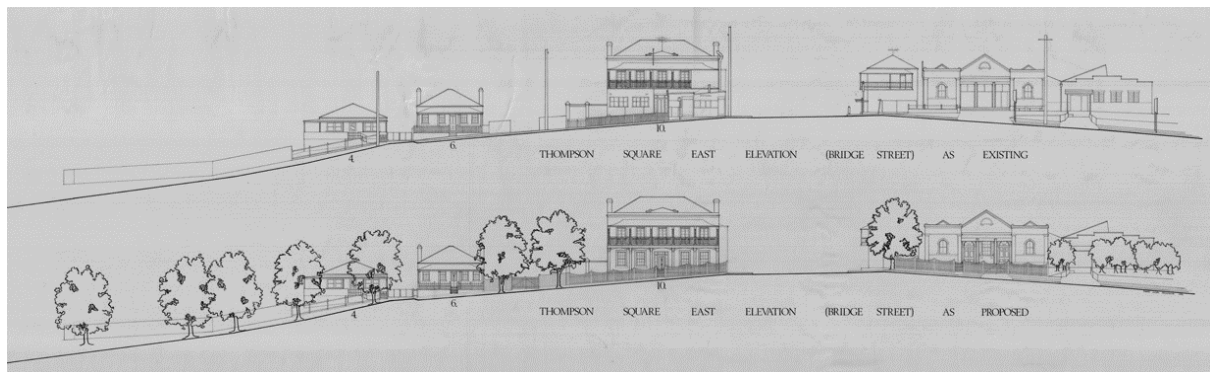 4. 6. 10.
THOMPSON SQUARE EAST ELEVATION (BRIDGE STREET) AS EXISTING
4. 6. 10.
THOMPSON SQUARE EAST ELEVATION (BRIDGE STREET) AS PROPOSED